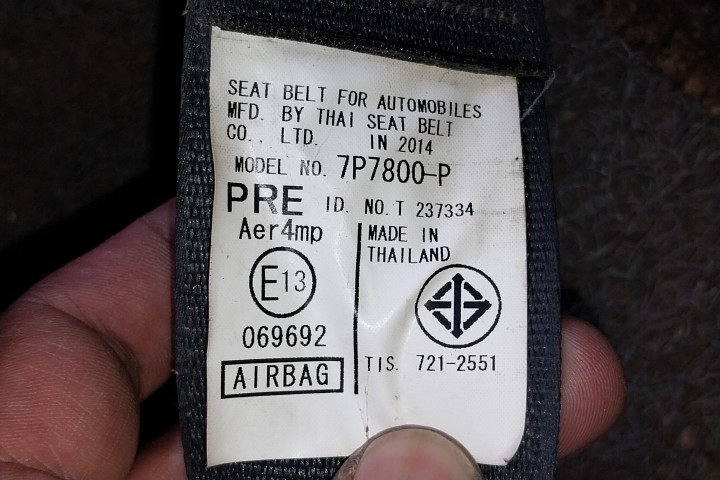 SEAT BELT FOR AUTOMOBILES
MFD. BY THAI SEAT BELT
CO., LTD. IN 2014
MODEL NO. 7P7800-P
PRE ID. NO. T 237334
Aer4mp
MADE IN
THAILAND
E13
069692
TIS. 721-2551
AIRBAG